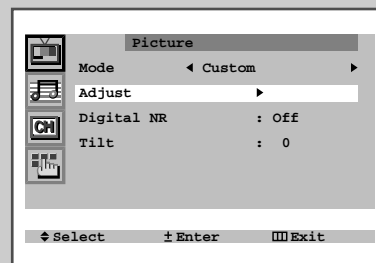 Picture
Mode ◀ Custom ▶
Adjust ▶
CH
Digital NR : Off
Tilt : 0
Select ± Enter Exit